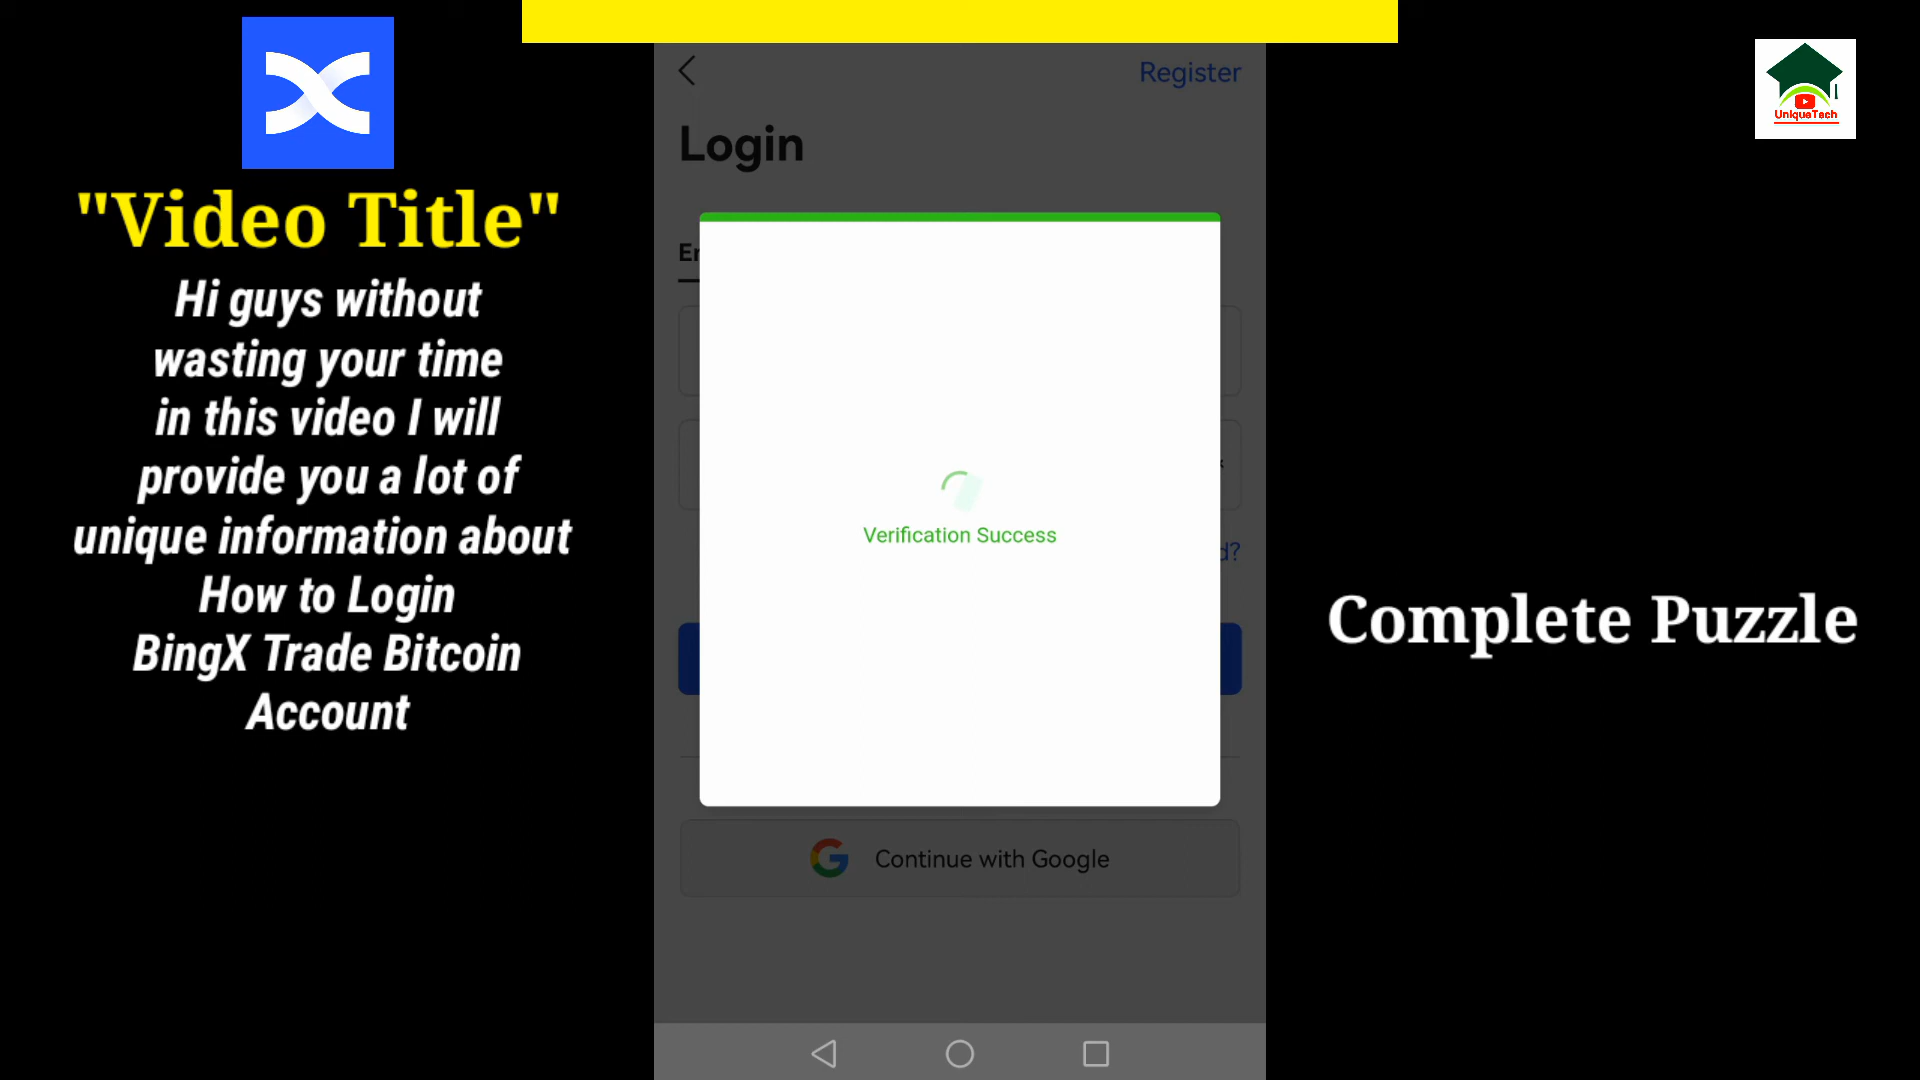 "Video Title"
Hi guys without
wasting your time
in this video I will
provide you a lot of
unique information about
How to Login
BingX Trade Bitcoin
Account
Register
Login
Verification Success
d?
Continue with Google
UniqueTech
Complete Puzzle